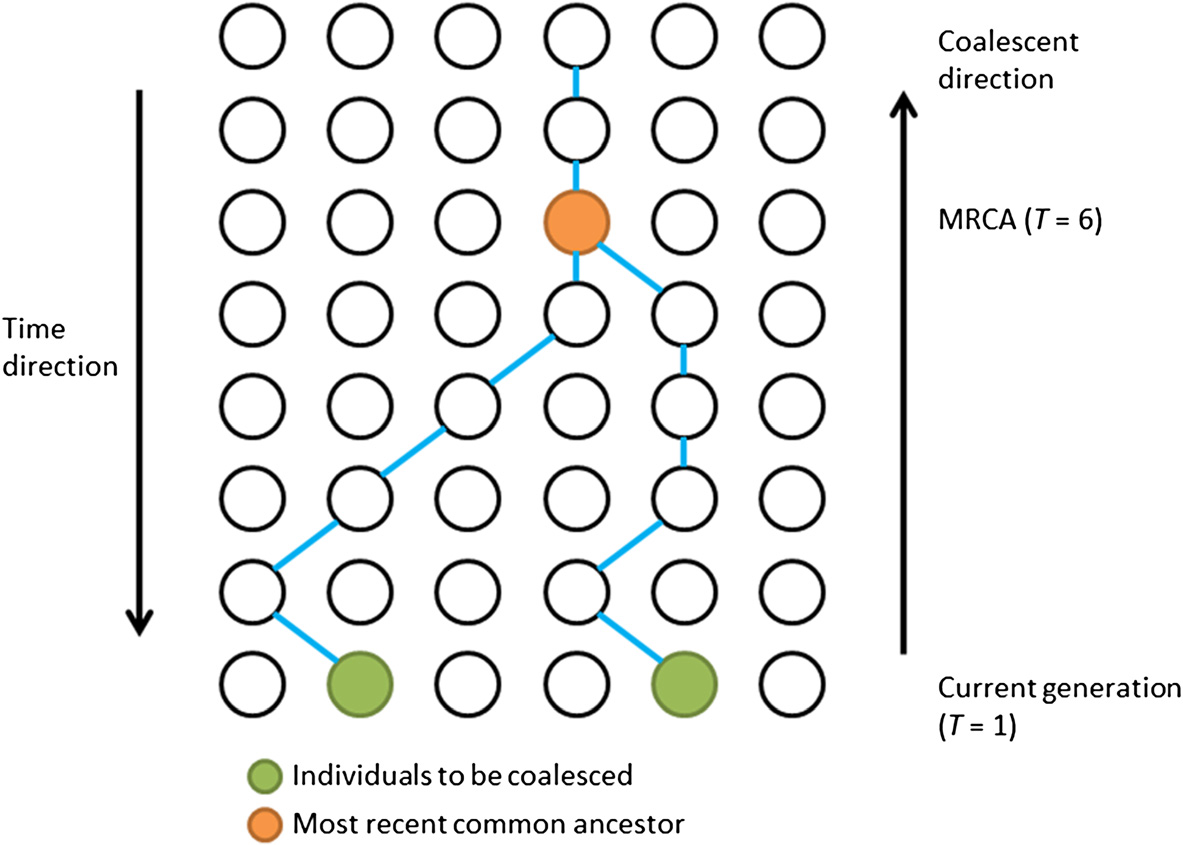 Coalescent
direction
MRCA (T = 6)
Time
direction
Current generation
(T = 1)
Individuals to be coalesced
Most recent common ancestor